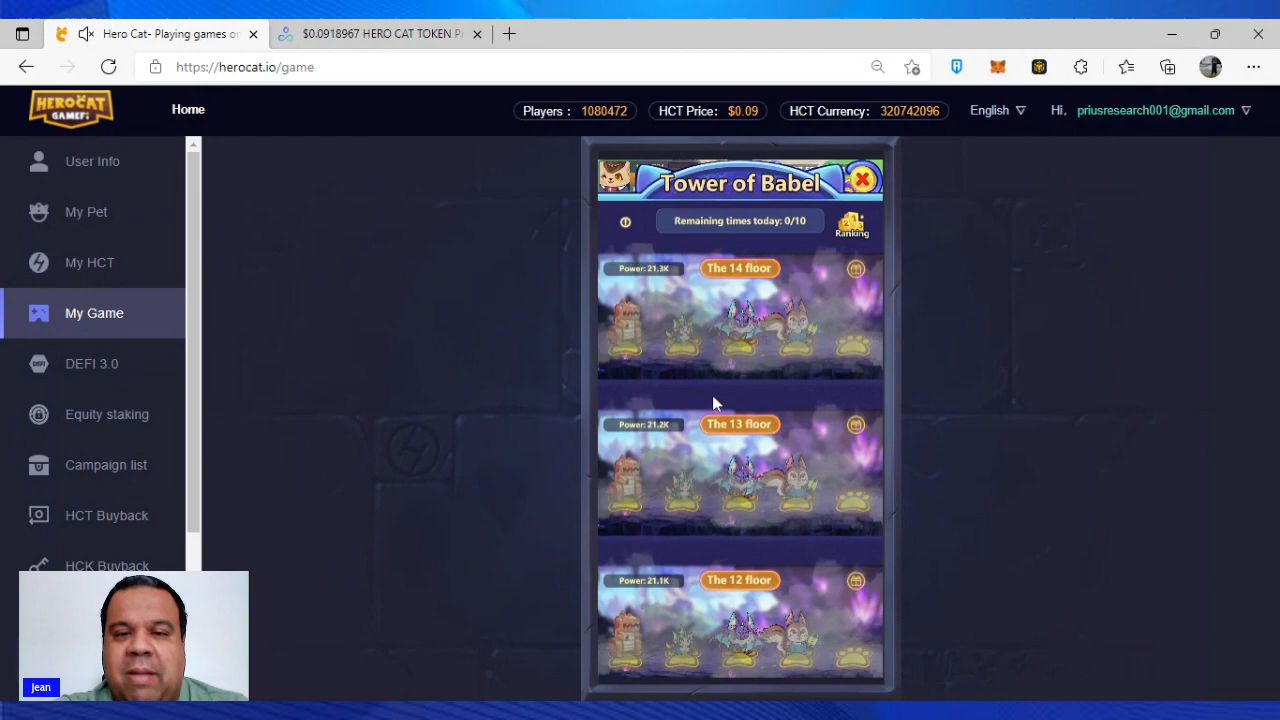 Hero Cat- Playing games on
$0.0918967 HERO CAT TOKEN P
https://herocat.io/game
HEROCAT
GAMEFI
Home
Players : 1080472
HCT Price: $0.09
HCT Currency: 320742096
English
Hi, priusresearch001@gmail.com
User Info
My Pet
My HCT
My Game
DEFI 3.0
Equity staking
Campaign list
HCT Buyback
HCK Buyback
Tower of Babel
Remaining times today: 0/10
Ranking
Power: 21.3K
The 14 floor
Power: 21.2K
The 13 floor
Power: 21.1K
The 12 floor
Jean